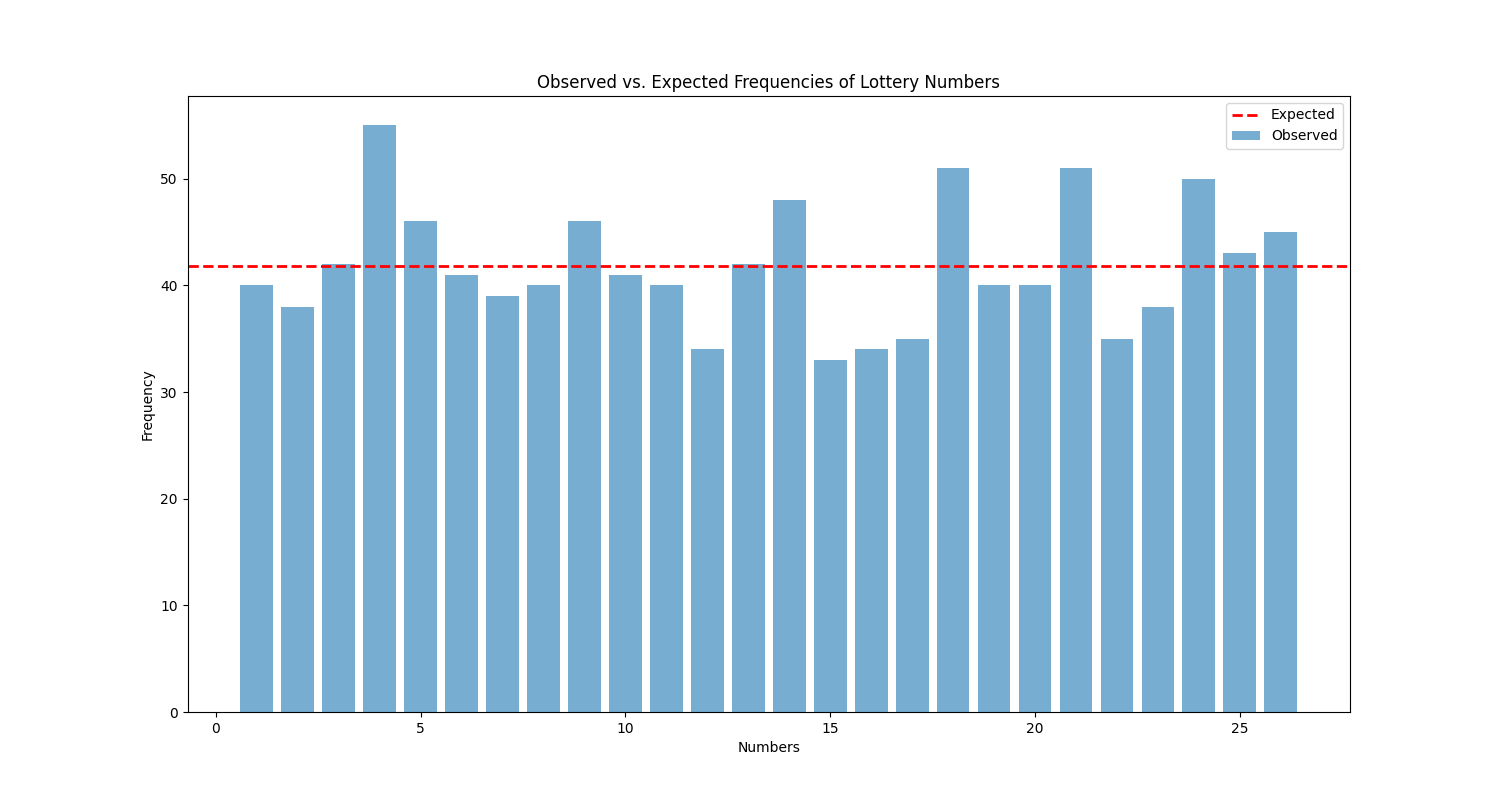 Observed vs. Expected Frequencies of Lottery Numbers
Expected
Observed
Frequency
50
40
30
20
10
0
0 5 10 15 20 25
Numbers